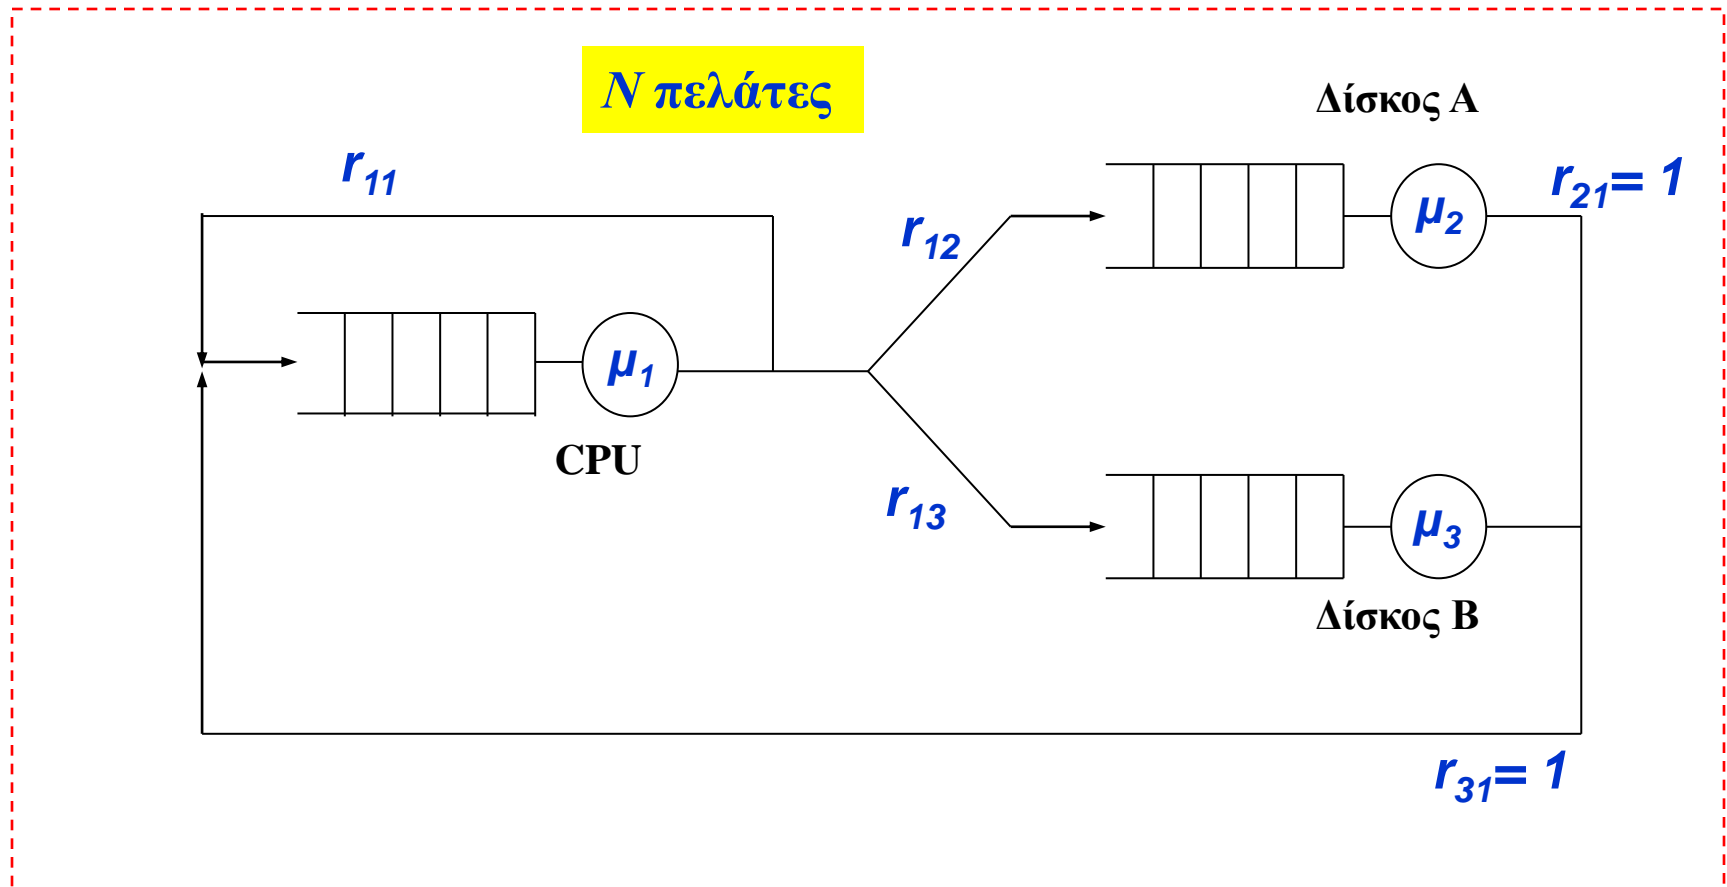 N πελάτες
Δίσκος Α
r11
r21= 1
r12
μ2
μ1
CPU
r13
μ3
Δίσκος Β
r31= 1